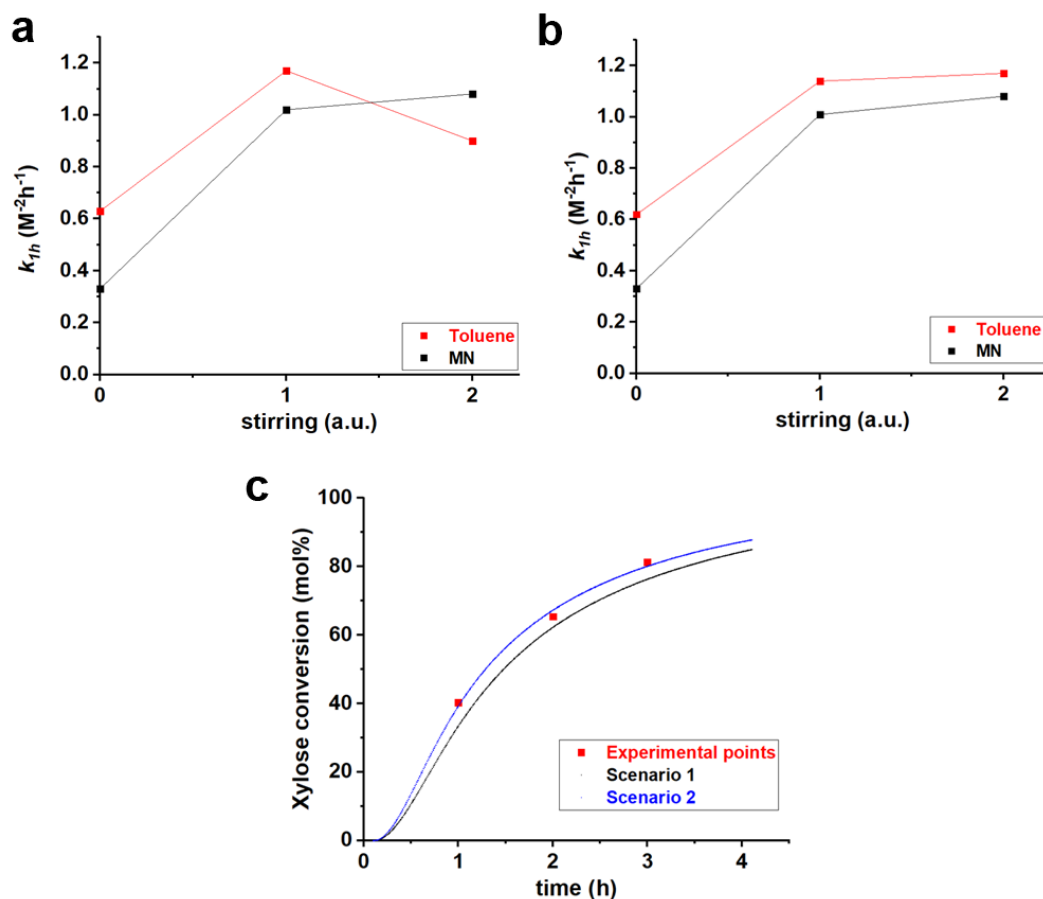 a
1.2
1.0
0.8
0.6
0.4
0.2
0.0
k1h (M-2h-1)
0
1
2
stirring (a.u.)
Toluene
MN
b
1.2
1.0
0.8
0.6
0.4
0.2
0.0
k1h (M-2h-1)
0
1
2
stirring (a.u.)
Toluene
MN
c
100
80
60
40
20
0
Xylose conversion (mol%)
0
1
2
3
4
time (h)
Experimental points
Scenario 1
Scenario 2